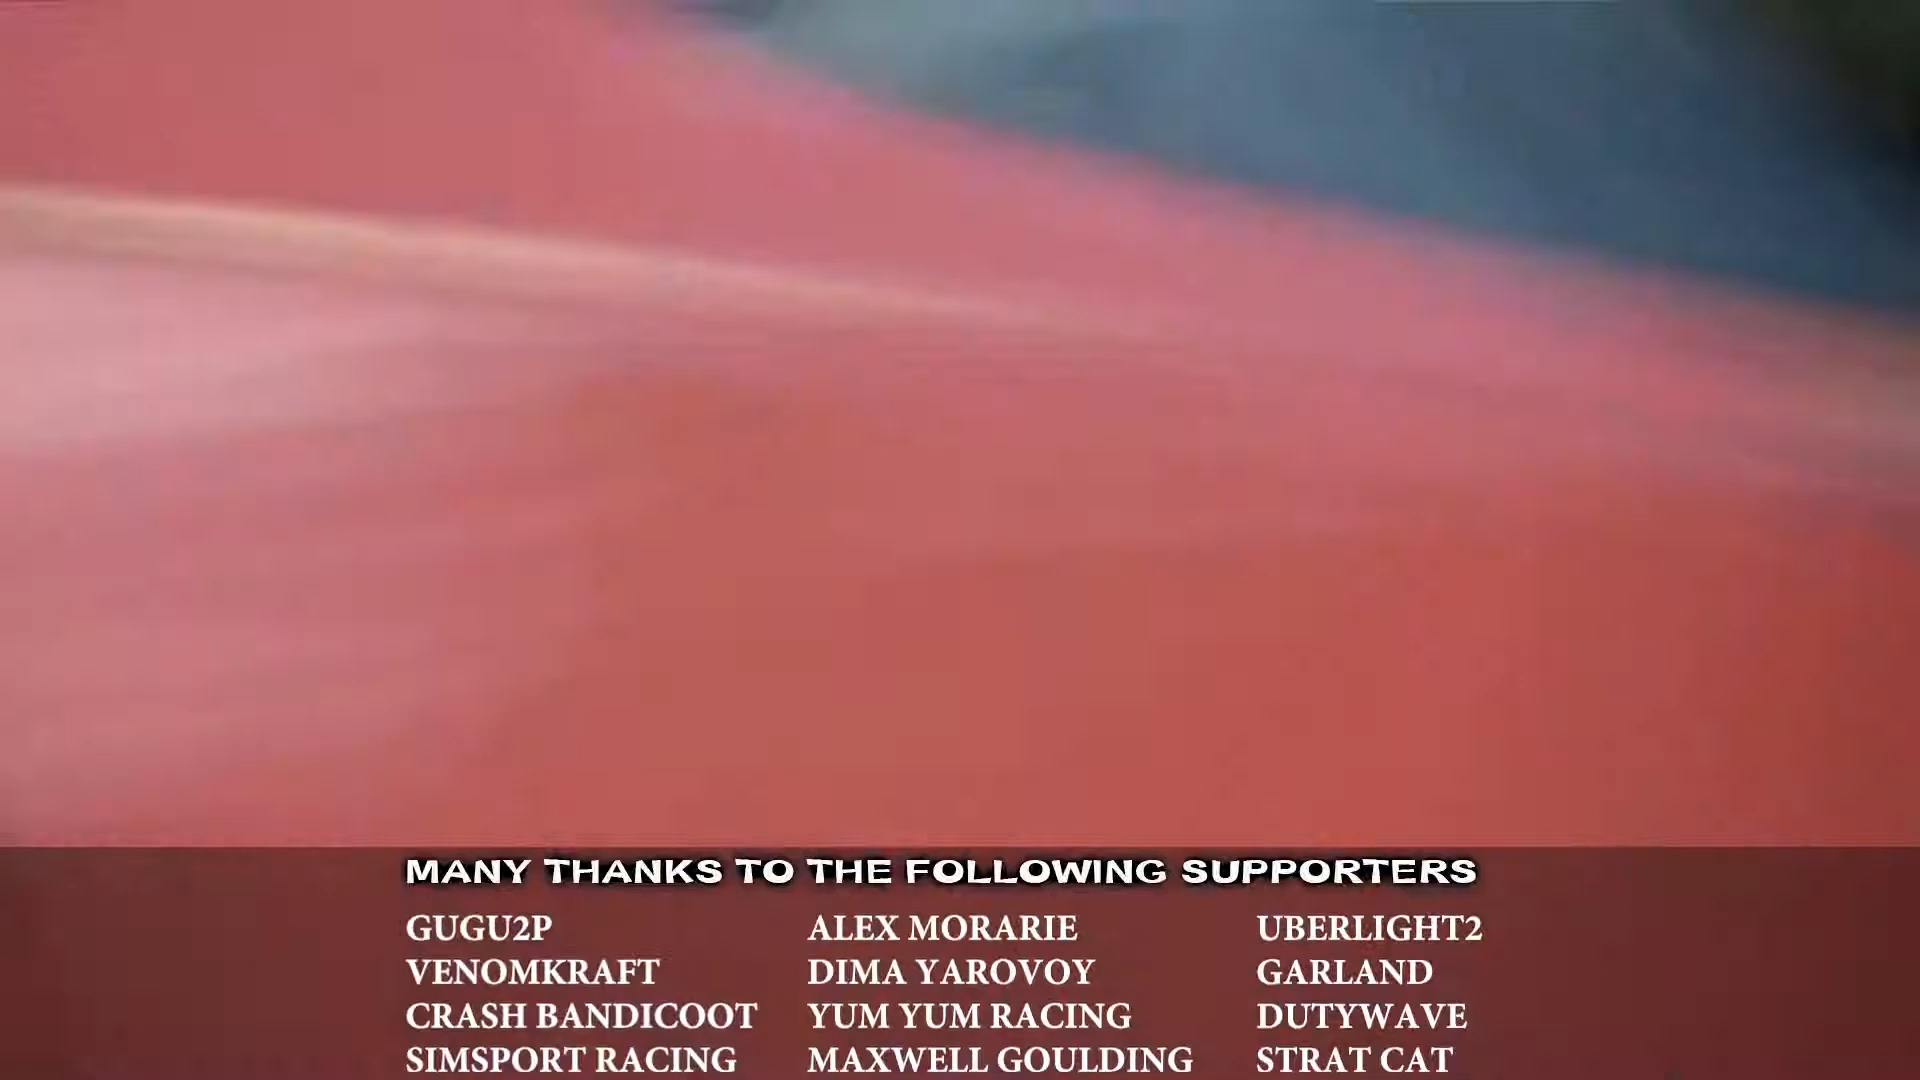 MANY THANKS TO THE FOLLOWING SUPPORTERS
GUGU2P
VENOMKRAFT
CRASH BANDICOOT
SIMSPORT RACING
ALEX MORARIE
DIMA YAROVOY
YUM YUM RACING
MAXWELL GOULDING
UBERLIGHT2
GARLAND
DUTYWAVE
STRAT CAT